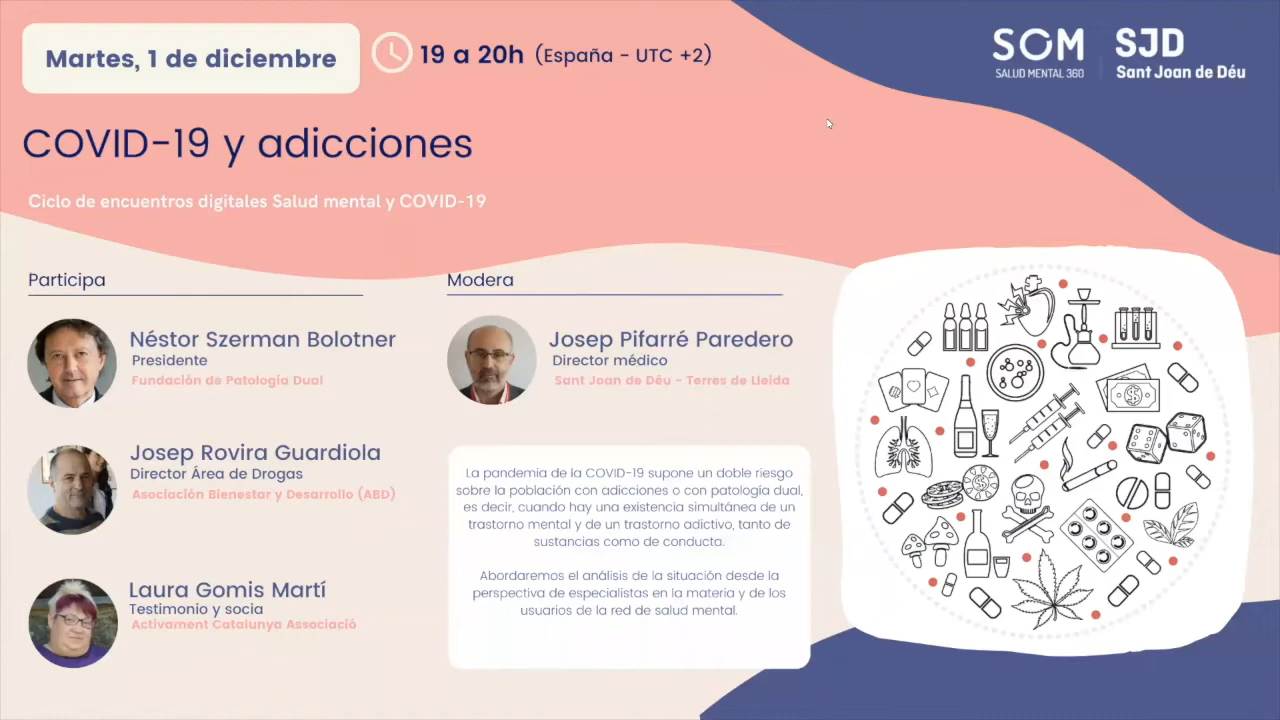 Martes, 1 de diciembre
19 a 20h (España - UTC +2)
SOM
SALUD MENTAL 360
SJD
Sant Joan de Déu
COVID-19 y adicciones
Ciclo de encuentros digitales Salud mental y COVID-19
Participa
Néstor Szerman Bolotner
Presidente
Fundación de Patología Dual
Josep Rovira Guardiola
Director Área de Drogas
Asociación Bienestar y Desarrollo (ABD)
Laura Gomis Martí
Testimonio y socia
Activament Catalunya Associació
Modera
Josep Pifarré Paredero
Director médico
Sant Joan de Déu - Terres de Lleida
La pandemia de la COVID-19 supone un doble riesgo
sobre la población con adicciones o con patología dual,
es decir, cuando hay una existencia simultánea de un
trastorno mental y de un trastorno adictivo, tanto de
sustancias como de conducta.
Abordaremos el análisis de la situación desde la
perspectiva de especialistas en la materia y de los
usuarios de la red de salud mental.